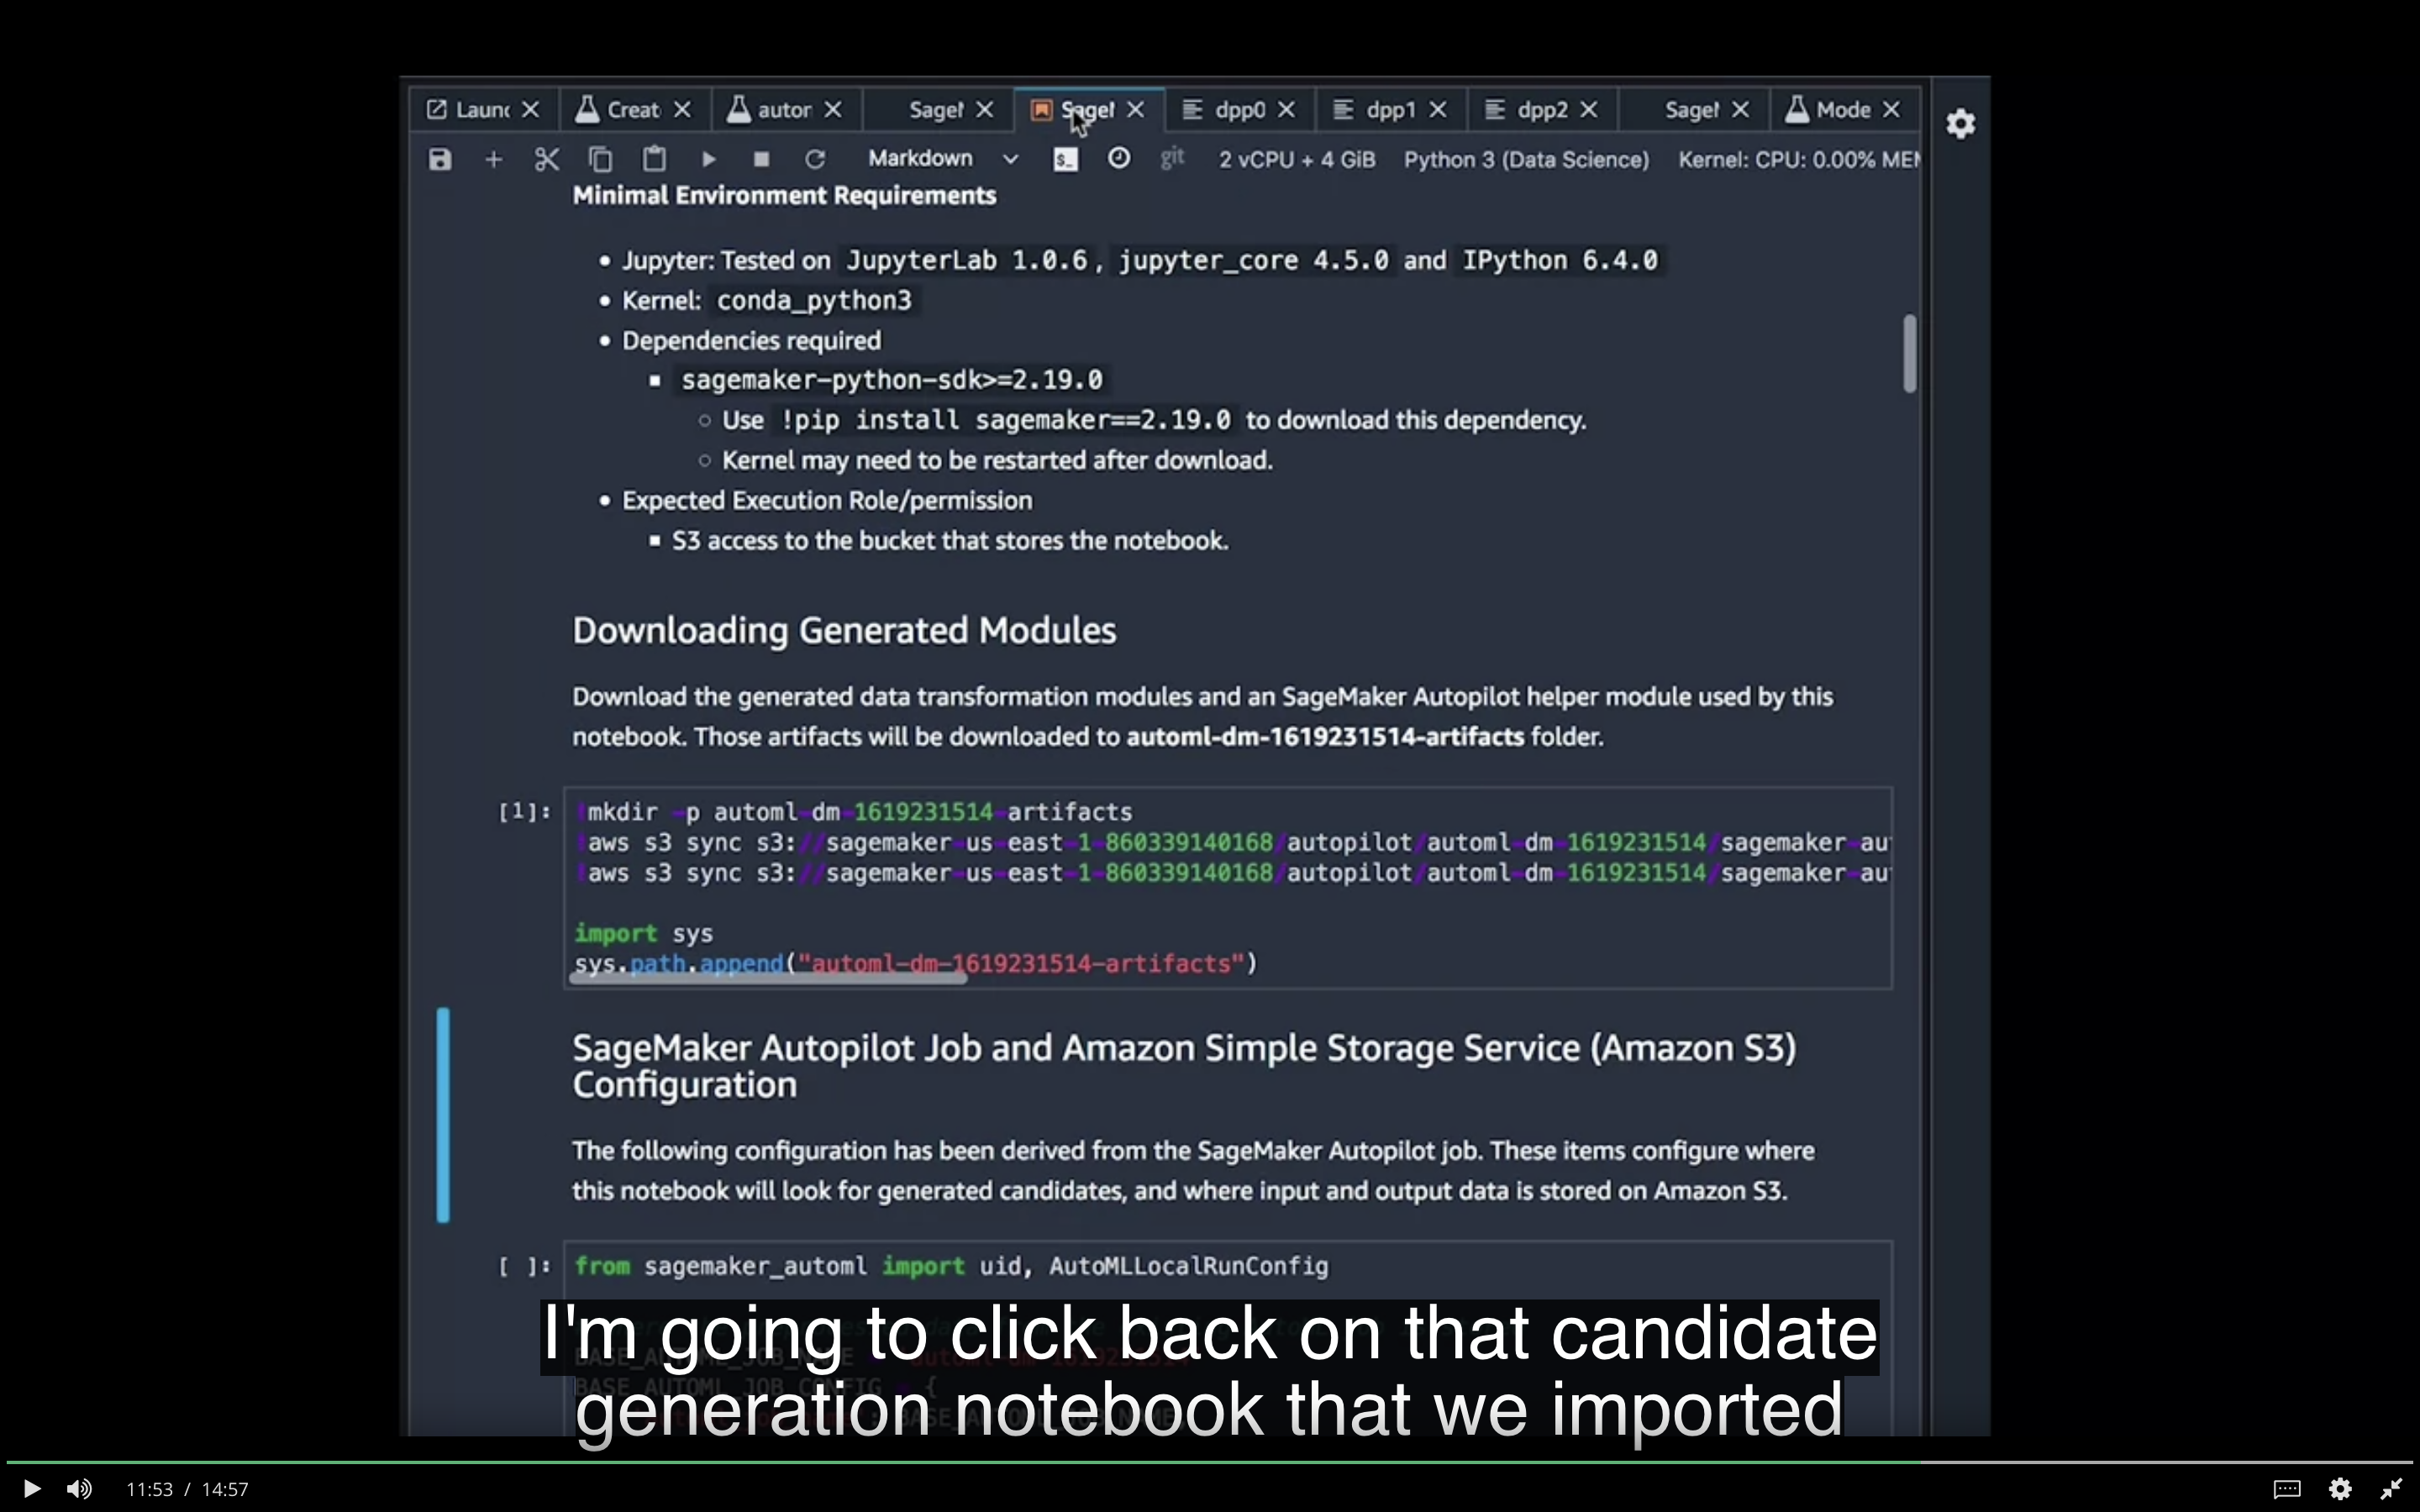 Launc Creat autor Sagel Sagel dpp0 dpp1 dpp2 Sagel Mode
Markdown git 2 vCPU + 4 GiB Python 3 (Data Science) Kernel: CPU: 0.00% MEM
Minimal Environment Requirements
• Jupyter: Tested on JupyterLab 1.0.6, jupyter_core 4.5.0 and IPython 6.4.0
• Kernel: conda_python3
• Dependencies required
▪ sagemaker-python-sdk>=2.19.0
○ Use !pip install sagemaker==2.19.0 to download this dependency.
○ Kernel may need to be restarted after download.
• Expected Execution Role/permission
▪ S3 access to the bucket that stores the notebook.
Downloading Generated Modules
Download the generated data transformation modules and an SageMaker Autopilot helper module used by this
notebook. Those artifacts will be downloaded to automl-dm-1619231514-artifacts folder.
[1]: !mkdir -p automl-dm-1619231514-artifacts
!aws s3 sync s3://sagemaker-us-east-1-860339140168/autopilot/automl-dm-1619231514/sagemaker-au
!aws s3 sync s3://sagemaker-us-east-1-860339140168/autopilot/automl-dm-1619231514/sagemaker-au
import sys
sys.path.append("automl-dm-1619231514-artifacts")
SageMaker Autopilot Job and Amazon Simple Storage Service (Amazon S3)
Configuration
The following configuration has been derived from the SageMaker Autopilot job. These items configure where
this notebook will look for generated candidates, and where input and output data is stored on Amazon S3.
[ ]: from sagemaker_automl import uid, AutoMLLocalRunConfig
I'm going to click back on that candidate
BASE_AUTOML_JOB_NAME
BASE_AUTOML_JOB_CONFIG = {
generation notebook that we imported
11:53 / 14:57